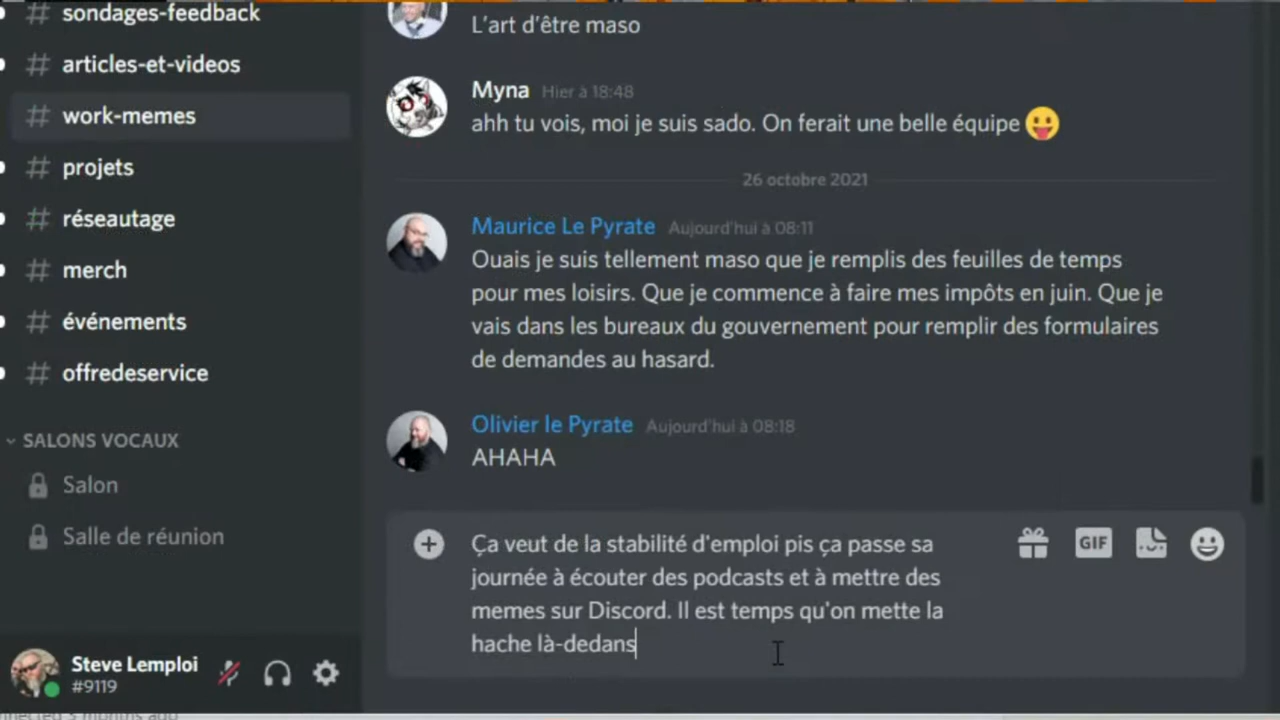 sondages-feedback
# articles-et-videos
# work-memes
# projets
# réseautage
# merch
# événements
# offredeservice
SALONS VOCAUX
Salon
Salle de réunion
Steve Lemploi
#9119
L'art d'être maso
Myna Hier à 18:48
ahh tu vois, moi je suis sado. On ferait une belle équipe
26 octobre 2021
Maurice Le Pyrate Aujourd'hui à 08:11
Ouais je suis tellement maso que je remplis des feuilles de temps
pour mes loisirs. Que je commence à faire mes impôts en juin. Que je
vais dans les bureaux du gouvernement pour remplir des formulaires
de demandes au hasard.
Olivier le Pyrate Aujourd'hui à 08:18
AHAHA
Ça veut de la stabilité d'emploi pis ça passe sa
journée à écouter des podcasts et à mettre des
memes sur Discord. Il est temps qu'on mette la
hache là-dedans
GIF
months ago